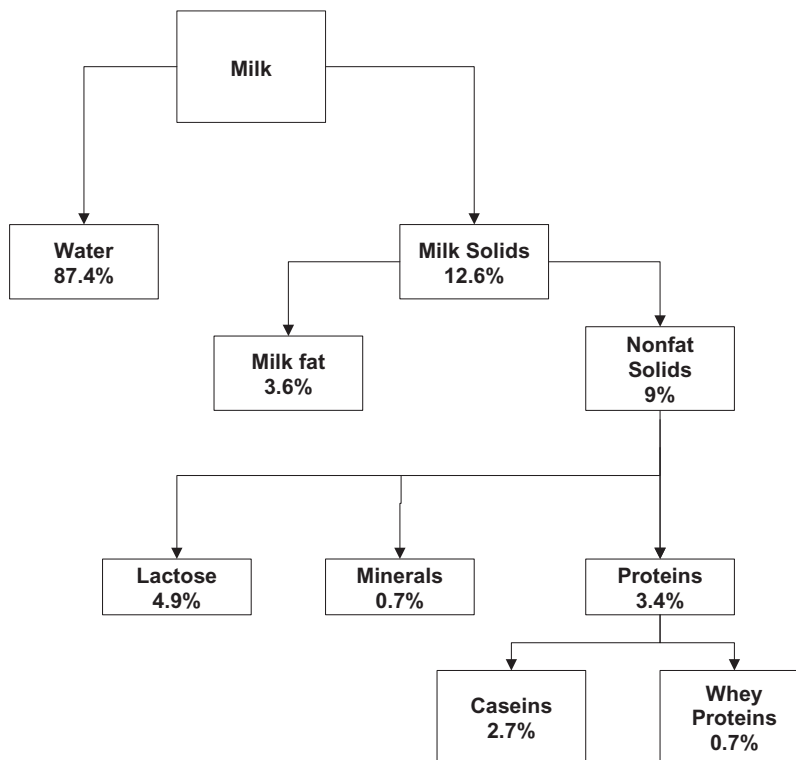 Milk
Water
87.4%
Milk Solids
12.6%
Milk fat
3.6%
Nonfat
Solids
9%
Lactose
4.9%
Minerals
0.7%
Proteins
3.4%
Caseins
2.7%
Whey
Proteins
0.7%